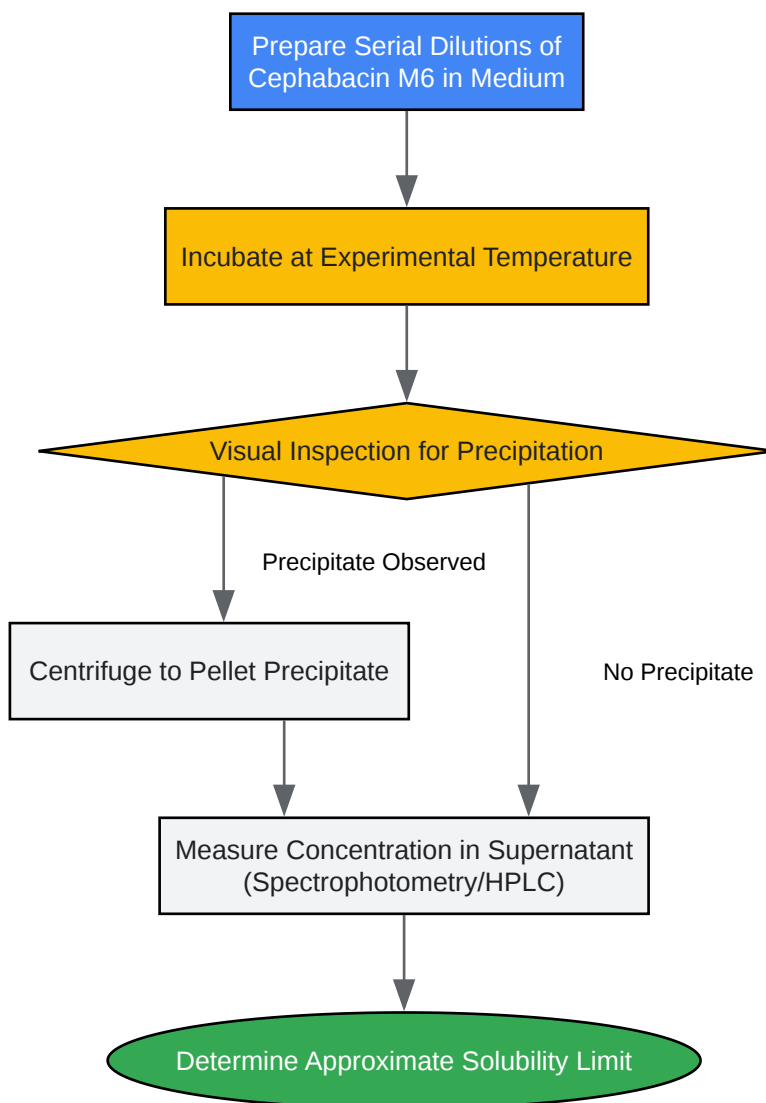 Prepare Serial Dilutions of
Cephabacin M6 in Medium
Incubate at Experimental Temperature
Visual Inspection for Precipitation
Precipitate Observed
Centrifuge to Pellet Precipitate
No Precipitate
Measure Concentration in Supernatant
(Spectrophotometry/HPLC)
Determine Approximate Solubility Limit